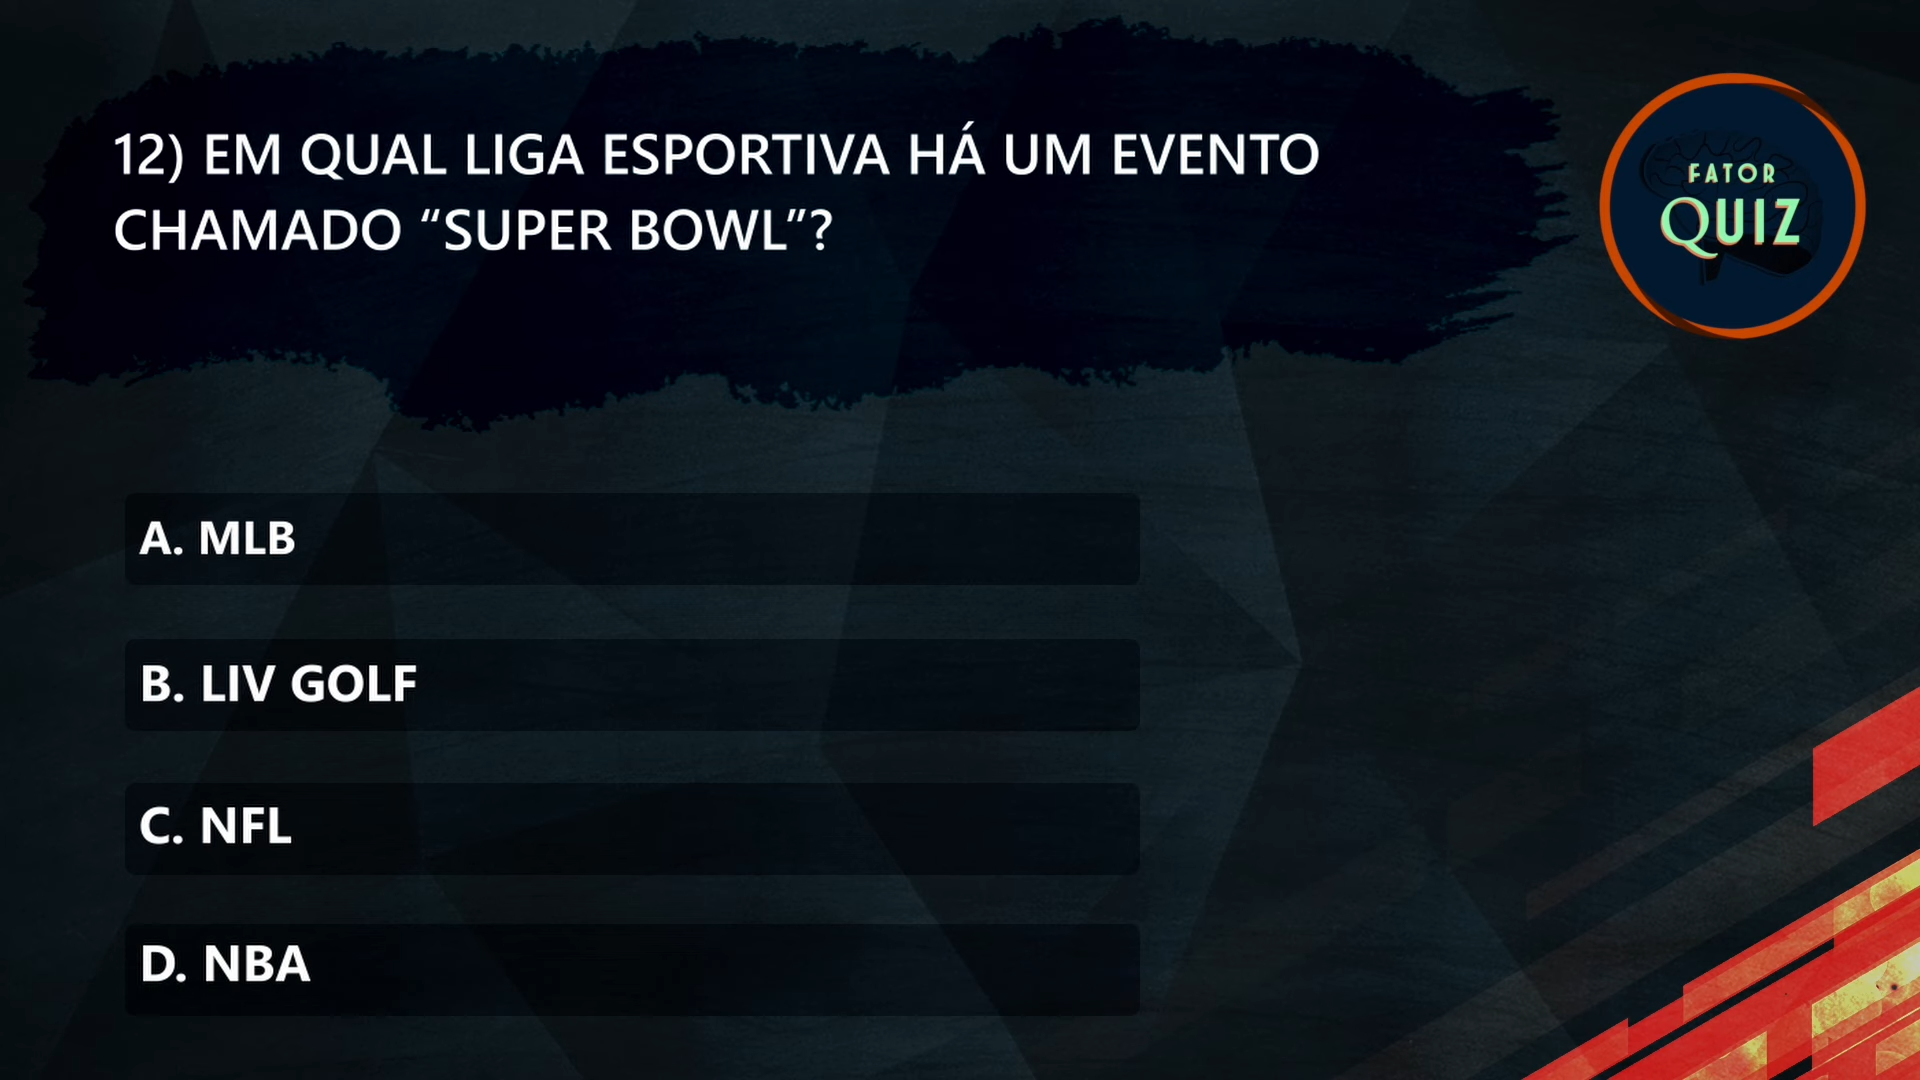 12) EM QUAL LIGA ESPORTIVA HÁ UM EVENTO
CHAMADO “SUPER BOWL”?
FATOR
QUIZ
A. MLB
B. LIV GOLF
C. NFL
D. NBA